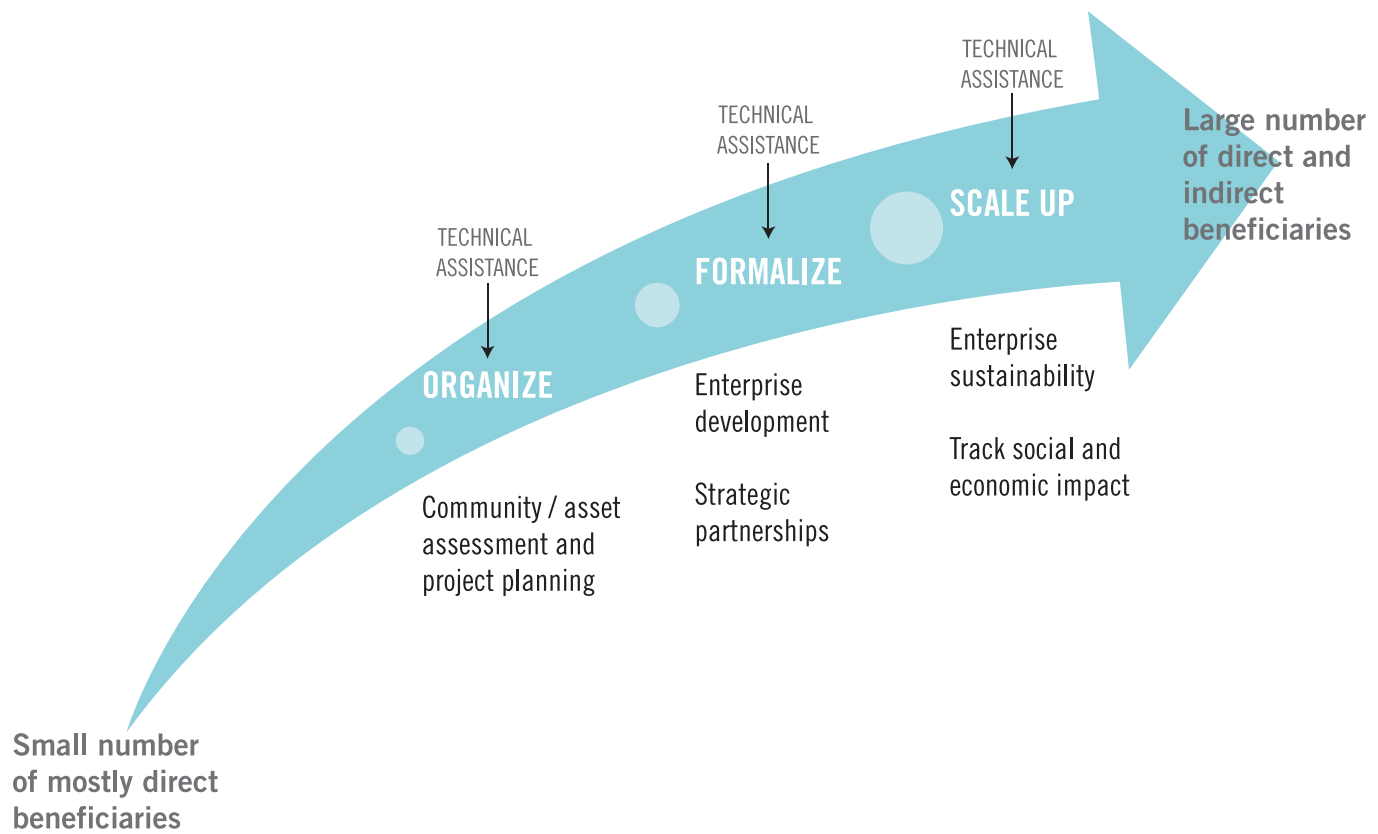 TECHNICAL
ASSISTANCE
TECHNICAL
ASSISTANCE
TECHNICAL
ASSISTANCE
Large number
of direct and
indirect
beneficiaries
SCALE UP
FORMALIZE
ORGANIZE
Enterprise
sustainability
Track social and
economic impact
Enterprise
development
Strategic
partnerships
Community / asset
assessment and
project planning
Small number
of mostly direct
beneficiaries